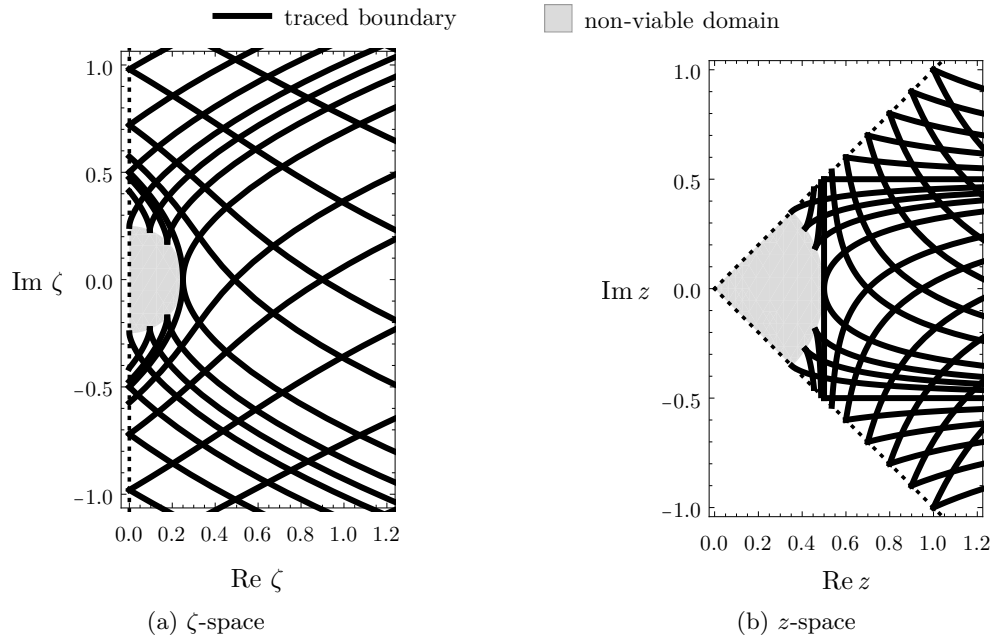 traced boundary non-viable domain
1.0
0.5
0.0
-0.5
-1.0
Im ζ
0.0 0.2 0.4 0.6 0.8 1.0 1.2
Re ζ
(a) ζ-space
1.0
0.5
0.0
-0.5
-1.0
Im z
0.0 0.2 0.4 0.6 0.8 1.0 1.2
Re z
(b) z-space